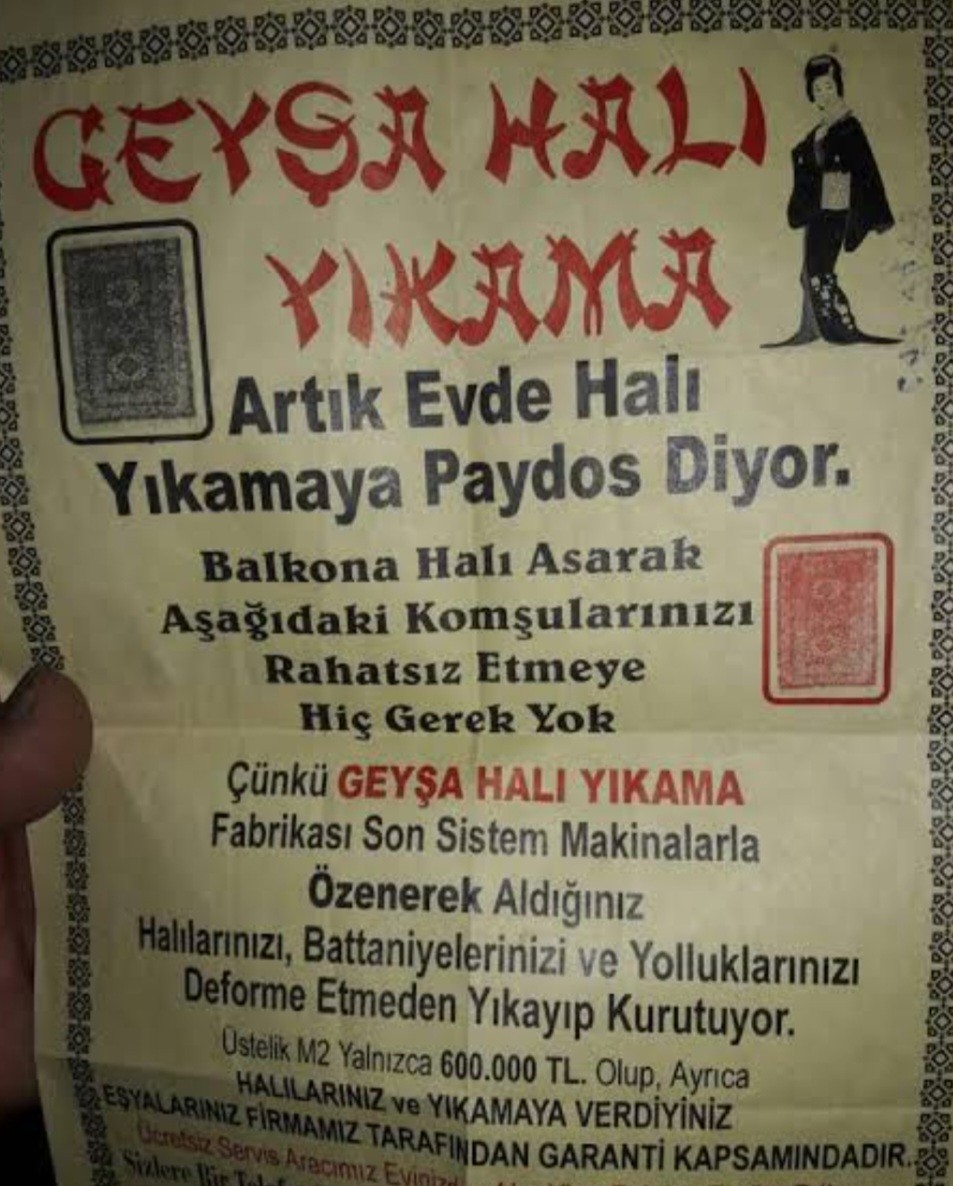 GEYŞA HALI
YIKAMA
Artık Evde Halı
Yıkamaya Paydos Diyor.
Balkona Halı Asarak
Aşağıdaki Komşularınızı
Rahatsız Etmeye
Hiç Gerek Yok
Çünkü GEYŞA HALI YIKAMA
Fabrikası Son Sistem Makinalarla
Özenerek Aldığınız
Halılarınızı, Battaniyelerinizi ve Yolluklarınızı
Deforme Etmeden Yıkayıp Kurutuyor.
Üstelik M2 Yalnızca 600.000 TL. Olup, Ayrıca
HALILARINIZ ve YIKAMAYA VERDİYİNİZ
EŞYALARINIZ FİRMAMIZ TARAFINDAN GARANTİ KAPSAMINDADIR..
Ücretsiz Servis Aracımız
Sizlere Bir